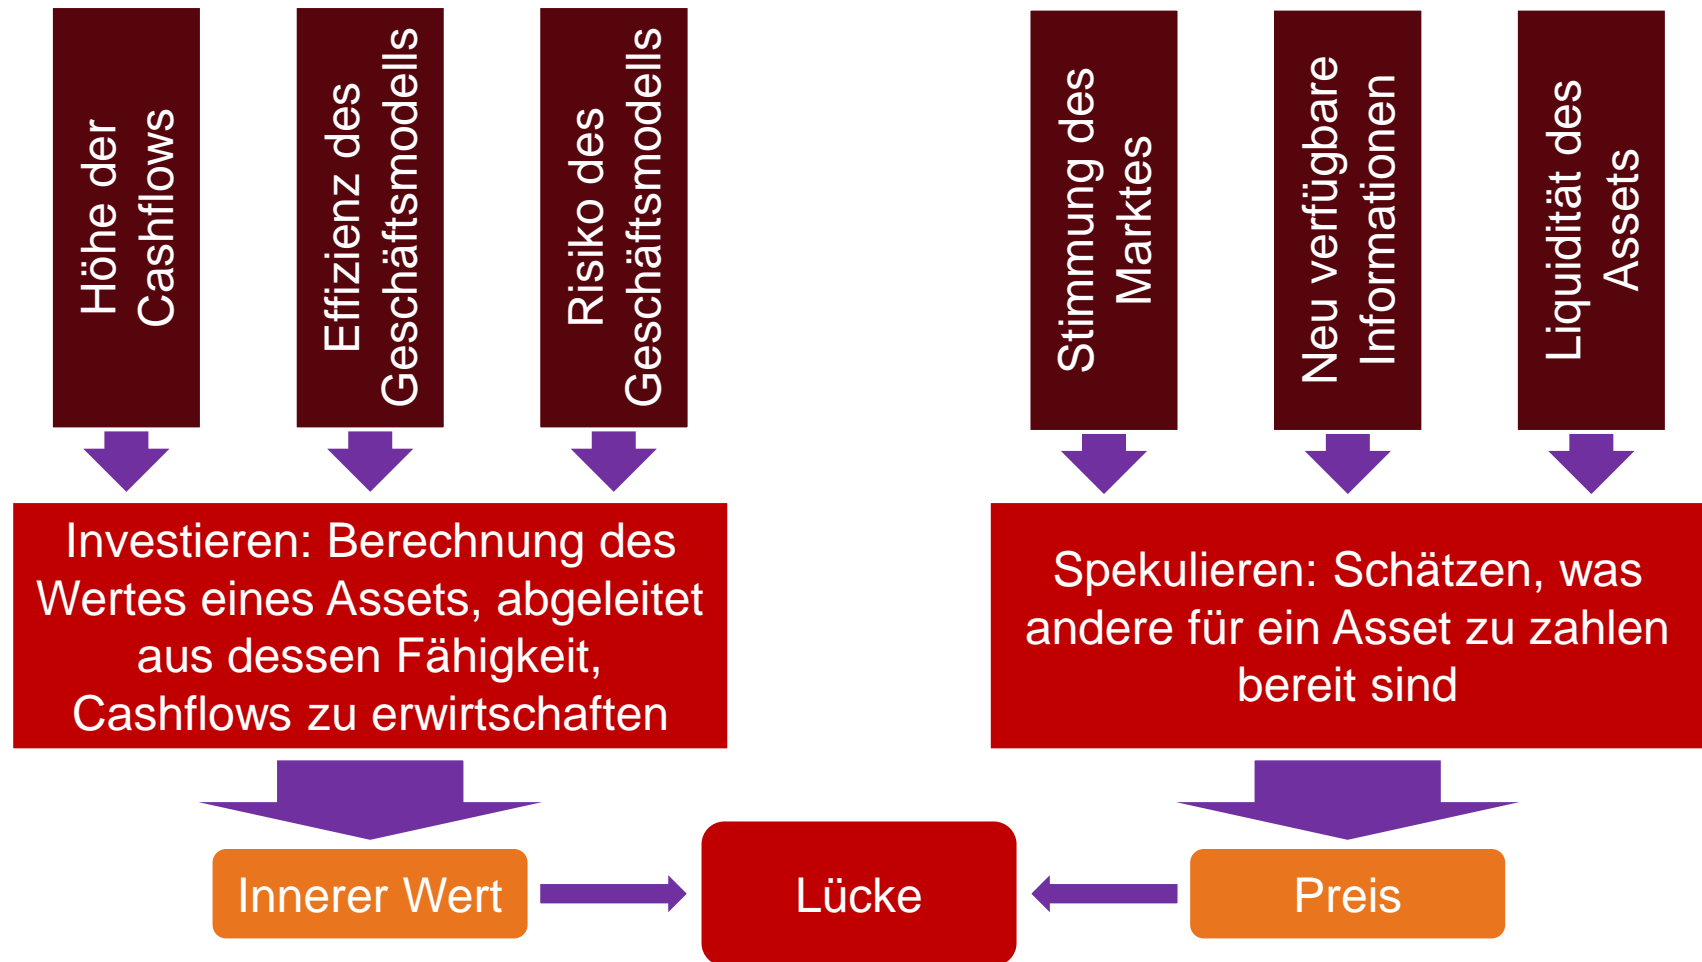 Höhe der
Cashflows
Effizienz des
Geschäftsmodells
Risiko des
Geschäftsmodells
Stimmung des
Marktes
Neu verfügbare
Informationen
Liquidität des
Assets
Investieren: Berechnung des
Wertes eines Assets, abgeleitet
aus dessen Fähigkeit,
Cashflows zu erwirtschaften
Spekulieren: Schätzen, was
andere für ein Asset zu zahlen
bereit sind
Innerer Wert
Lücke
Preis